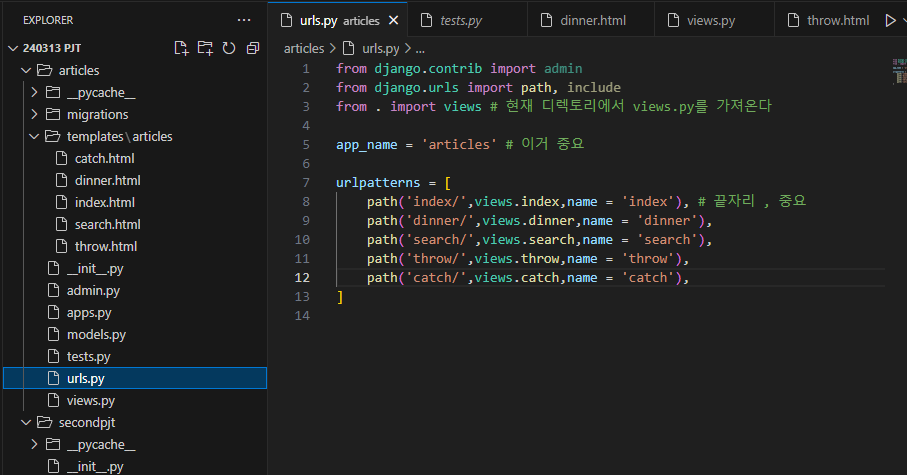 EXPLORER
240313 PJT
articles
__pycache__
migrations
templates\articles
catch.html
dinner.html
index.html
search.html
throw.html
__init__.py
admin.py
apps.py
models.py
tests.py
urls.py
views.py
secondpjt
__pycache__
__init__.py
urls.py articles tests.py dinner.html views.py throw.html
articles > urls.py > ...
1 from django.contrib import admin
2 from django.urls import path, include
3 from . import views # 현재 디렉토리에서 views.py를 가져온다
4
5 app_name = 'articles' # 이거 중요
6
7 urlpatterns = [
8     path('index/',views.index,name = 'index'), # 끝자리 , 중요
9     path('dinner/',views.dinner,name = 'dinner'),
10     path('search/',views.search,name = 'search'),
11     path('throw/',views.throw,name = 'throw'),
12     path('catch/',views.catch,name = 'catch'),
13 ]
14